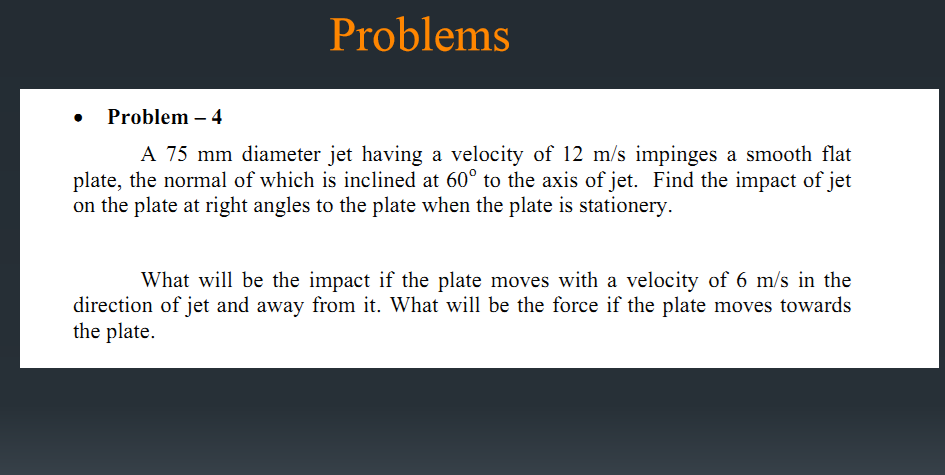 Problems
• Problem – 4
A 75 mm diameter jet having a velocity of 12 m/s impinges a smooth flat
plate, the normal of which is inclined at 60° to the axis of jet. Find the impact of jet
on the plate at right angles to the plate when the plate is stationery.
What will be the impact if the plate moves with a velocity of 6 m/s in the
direction of jet and away from it. What will be the force if the plate moves towards
the plate.